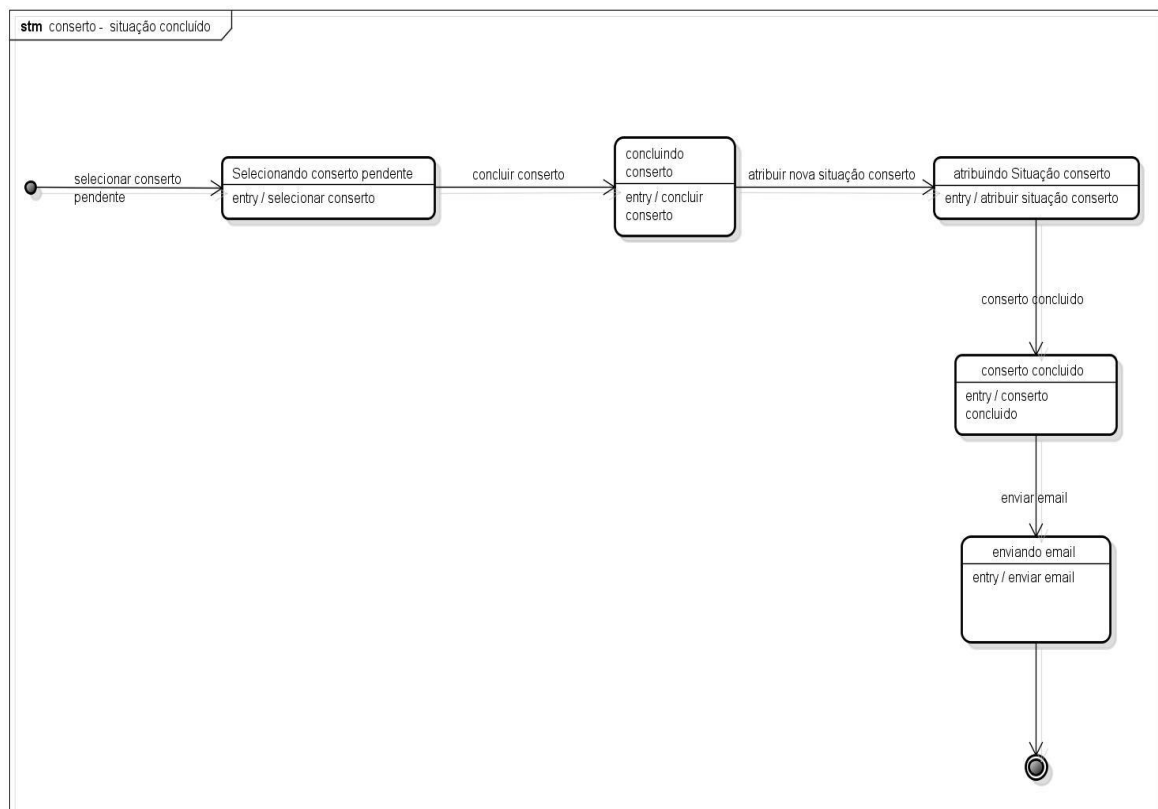 stm conserto - situação concluído
selecionar conserto
pendente
Selecionando conserto pendente
entry / selecionar conserto
concluir conserto
concluindo
conserto
entry / concluir
conserto
atribuir nova situação conserto
atribuindo Situação conserto
entry / atribuir situação conserto
conserto concluido
conserto concluido
entry / conserto
concluido
enviar email
enviando email
entry / enviar email